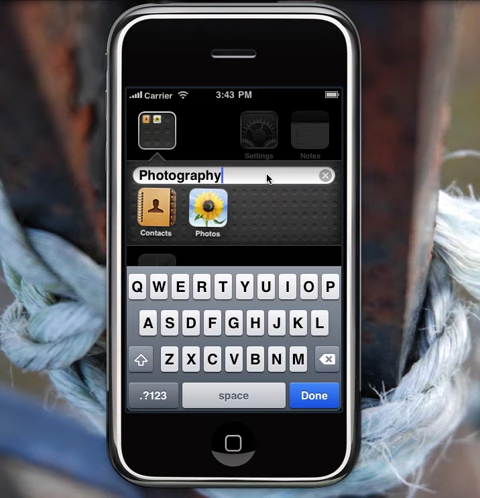 Carrier 3:43 PM
Settings Notes
Photography
Contacts Photos
Q W E R T Y U I O P
A S D F G H J K L
Z X C V B N M
.?123 space Done